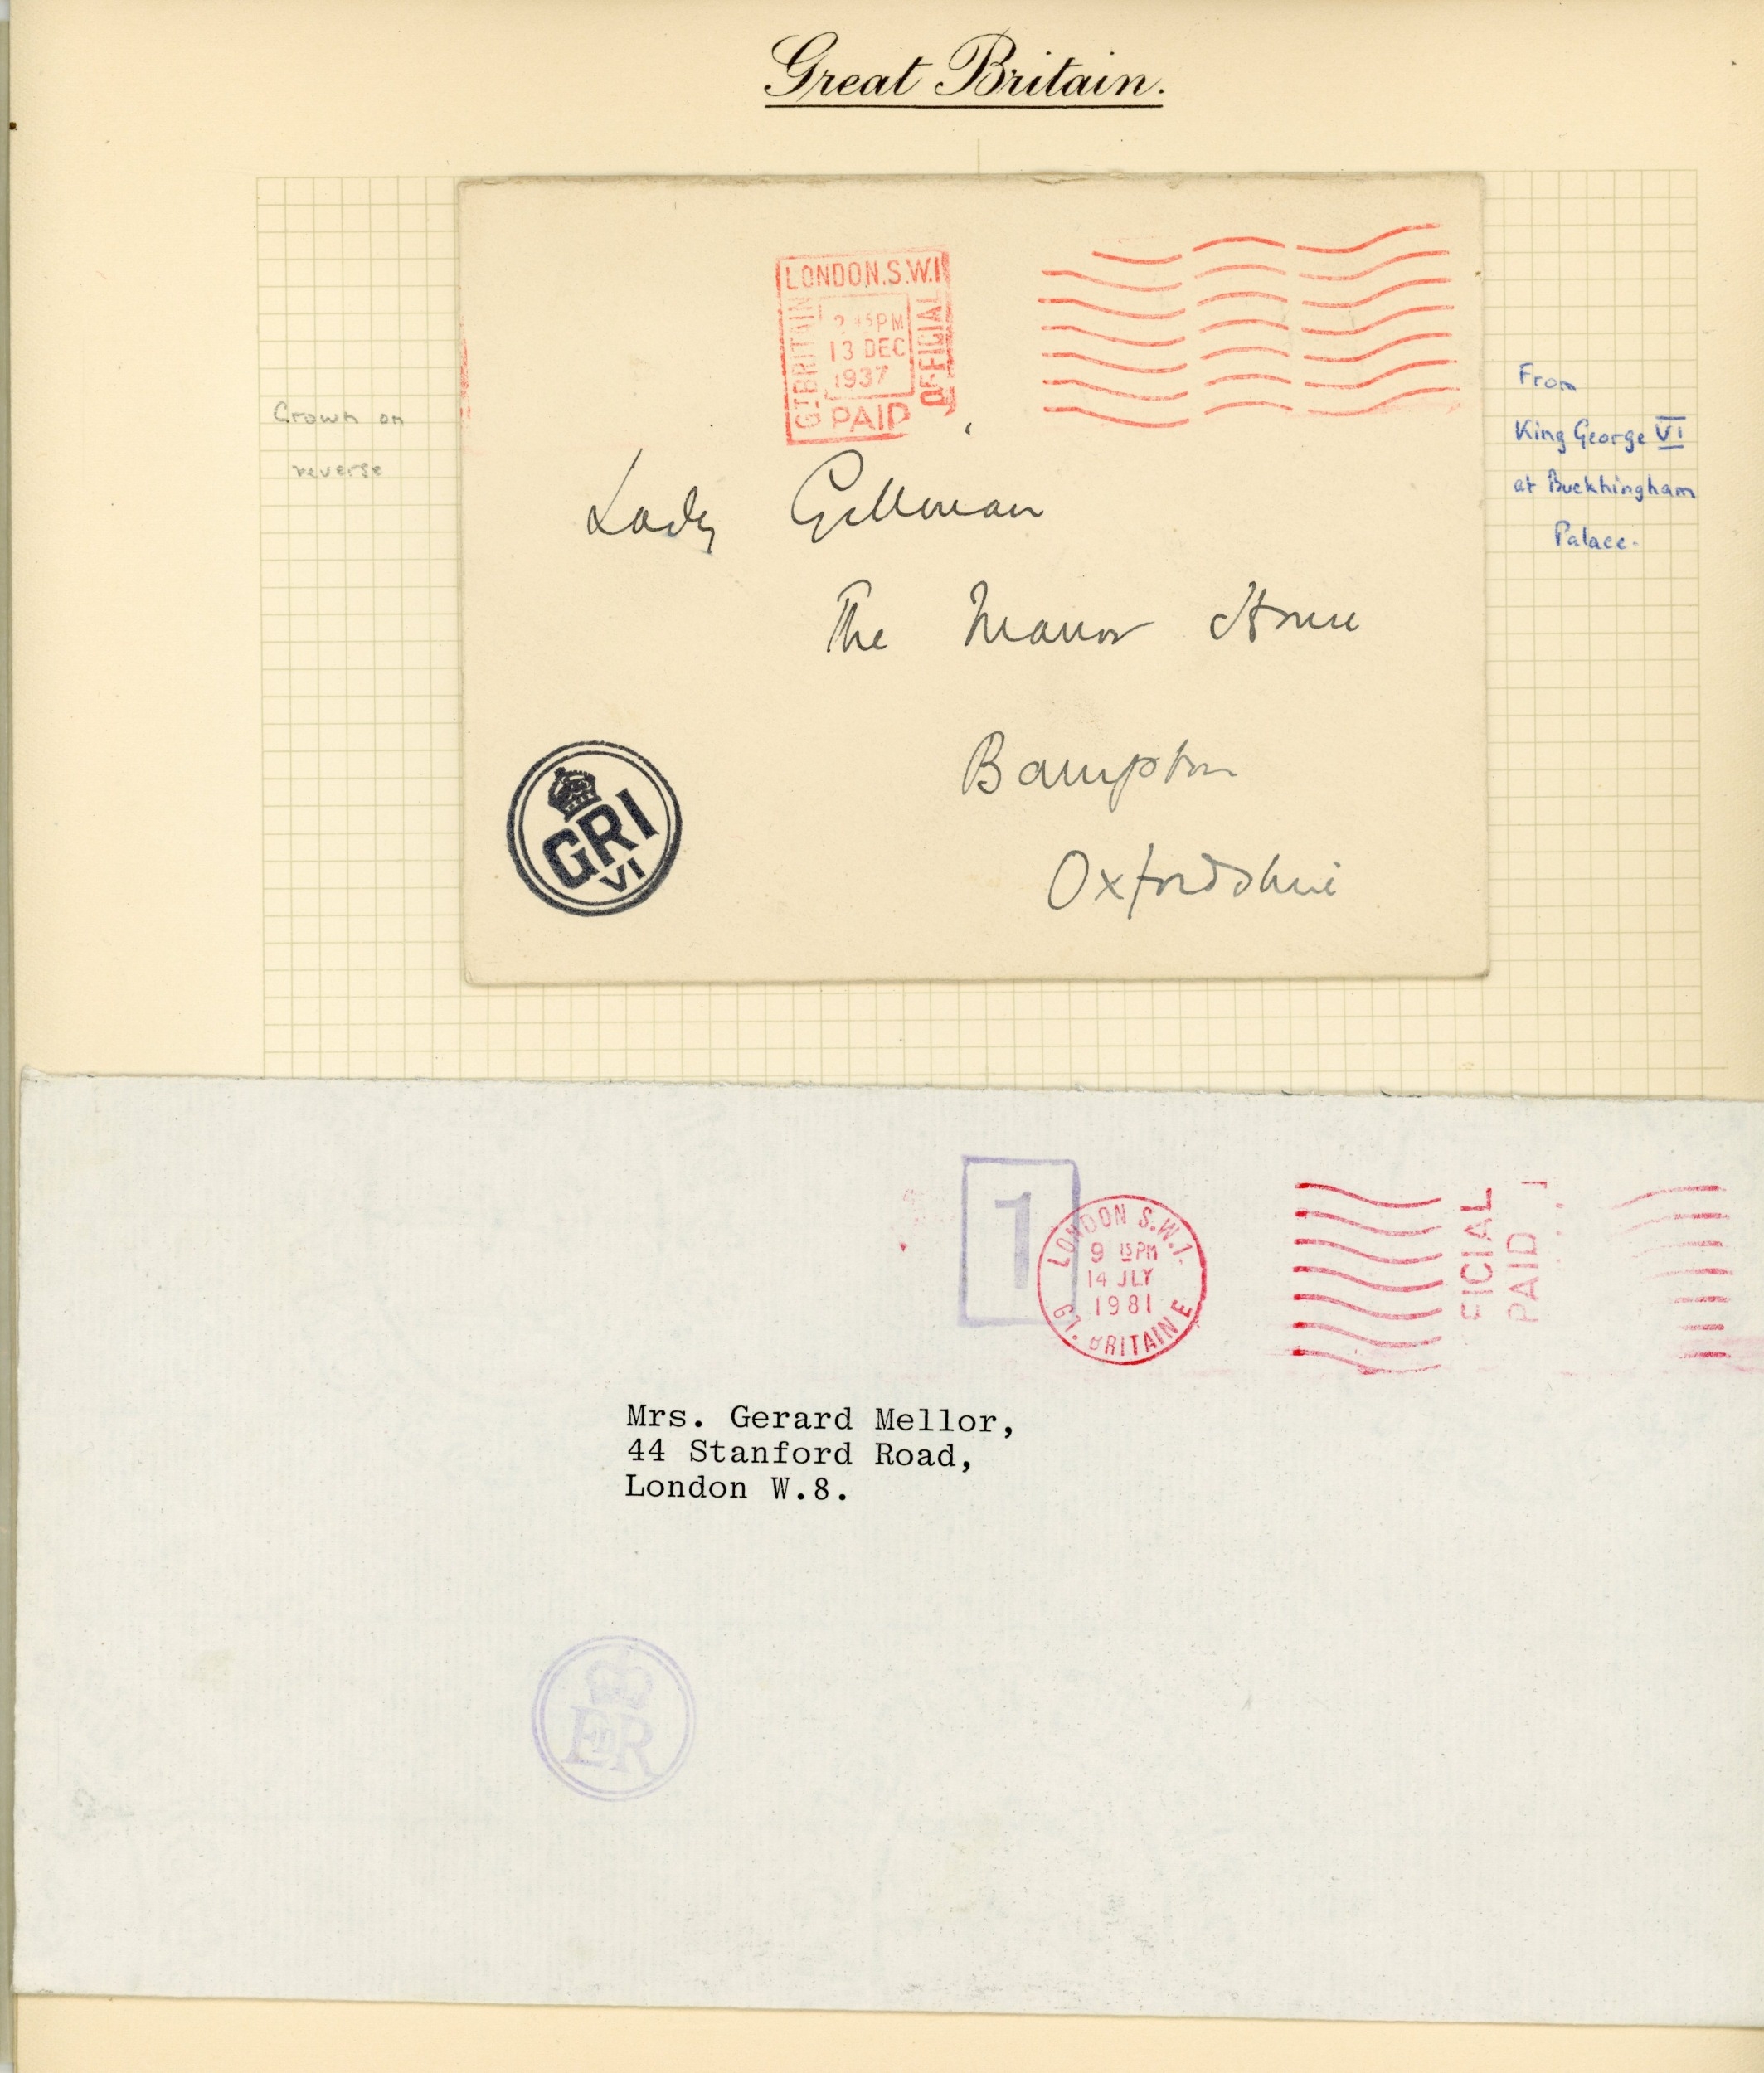 Great Britain.
LONDON.S.W.1
GT BRITAIN
2 45PM
13 DEC
1937
OFFICIAL
PAID
Crown on
reverse
From
King George VI
at Buckhingham
Palace.
Lady Gillman
The Manor House
Bampton
Oxfordshire
GRI
VI
1
LONDON S.W.1.
9 15PM
14 JLY
1981
GT. BRITAIN E
FICIAL
PAID
Mrs. Gerard Mellor,
44 Stanford Road,
London W.8.
EIIR